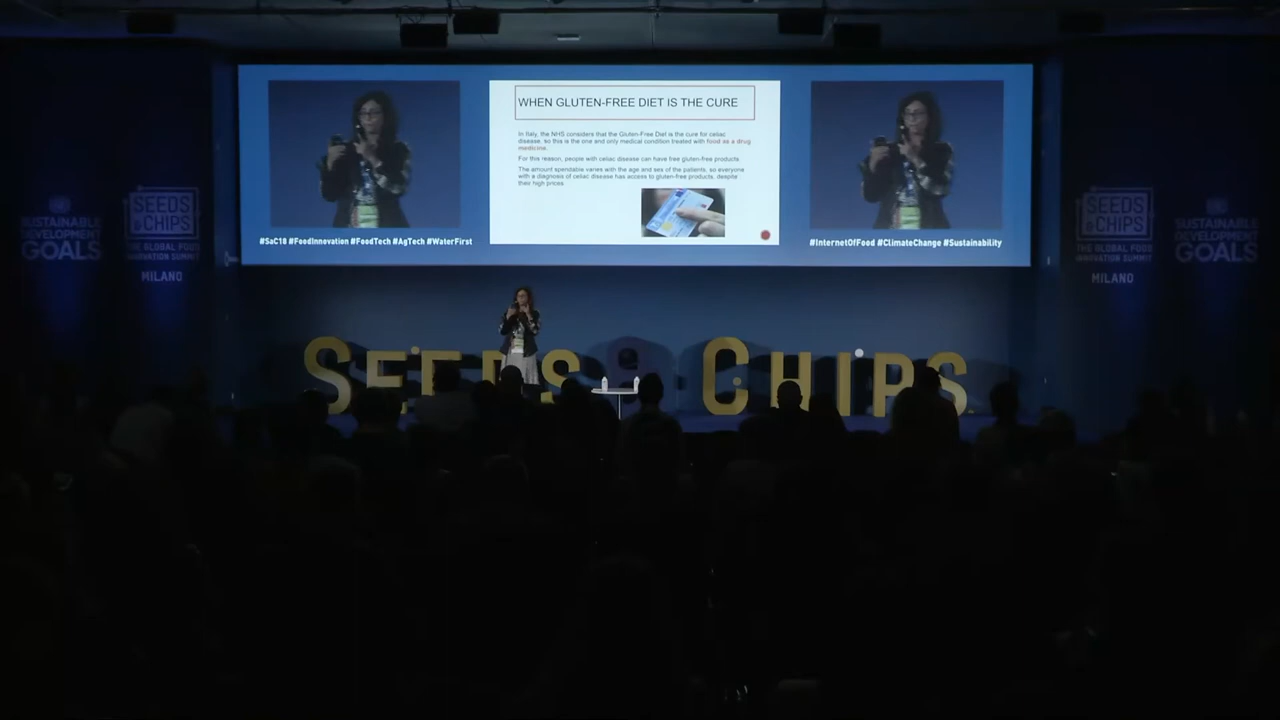 WHEN GLUTEN-FREE DIET IS THE CURE
In Italy, the NHS considers that the Gluten-Free Diet is the cure for celiac
disease, so this is the one and only medical condition treated with food as a drug
medicine.
For this reason, people with celiac disease can have free gluten-free products.
The amount spendable varies with the age and sex of the patients, so everyone
with a diagnosis of celiac disease has access to gluten-free products, despite
their high prices.
#SaC18 #FoodInnovation #FoodTech #AgTech #WaterFirst
#InternetOfFood #ClimateChange #Sustainability
SUSTAINABLE
DEVELOPMENT
GOALS
SEEDS
&CHIPS
THE GLOBAL FOOD
INNOVATION SUMMIT
MILANO
SEEDS
&CHIPS
THE GLOBAL FOOD
INNOVATION SUMMIT
MILANO
SUSTAINABLE
DEVELOPMENT
GOALS
SEEDS & CHIPS